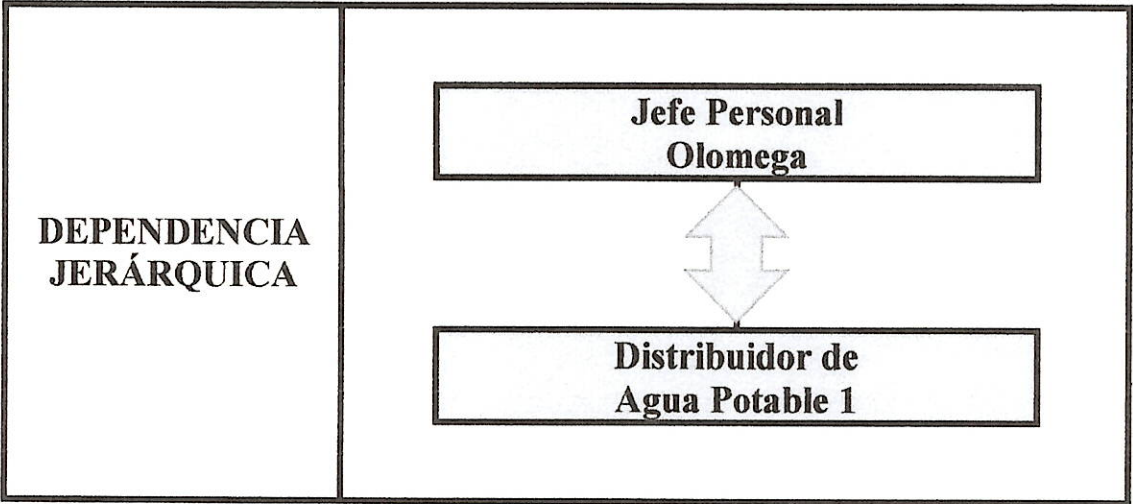 DEPENDENCIA
JERÁRQUICA
Jefe Personal
Olomega
Distribuidor de
Agua Potable 1